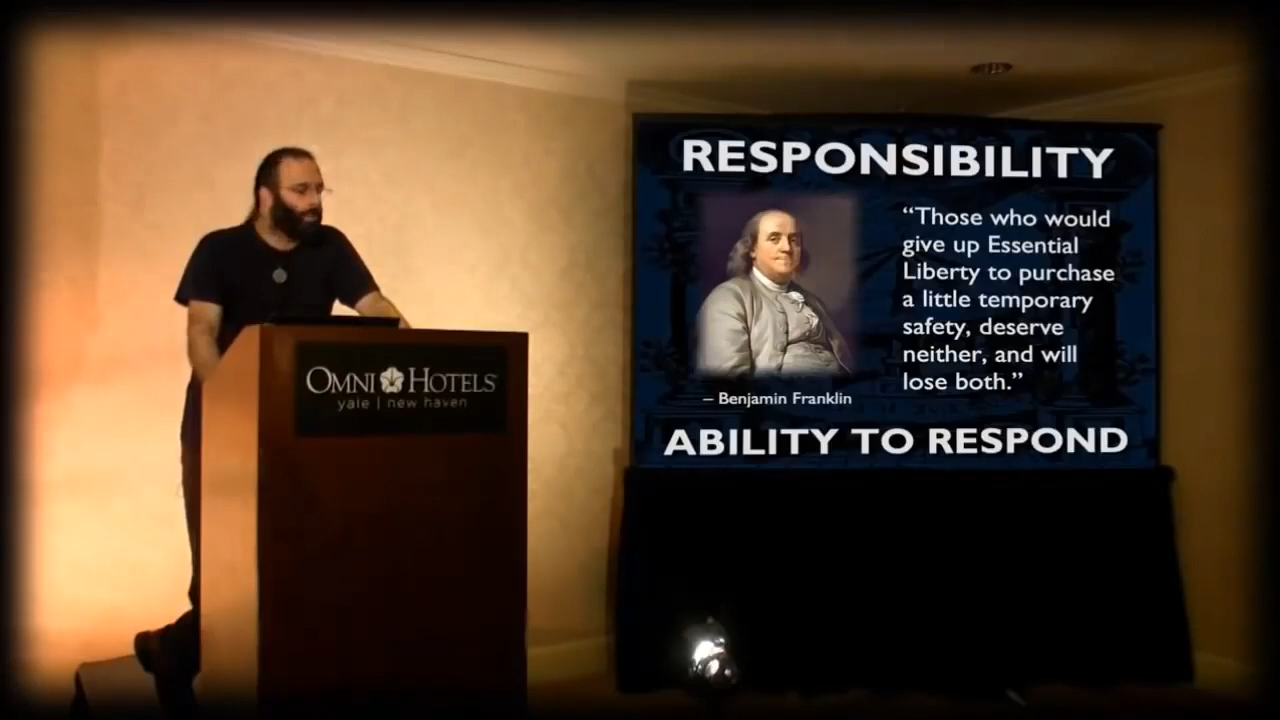 OMNI HOTELS
yale | new haven
RESPONSIBILITY
“Those who would
give up Essential
Liberty to purchase
a little temporary
safety, deserve
neither, and will
lose both.”
– Benjamin Franklin
ABILITY TO RESPOND